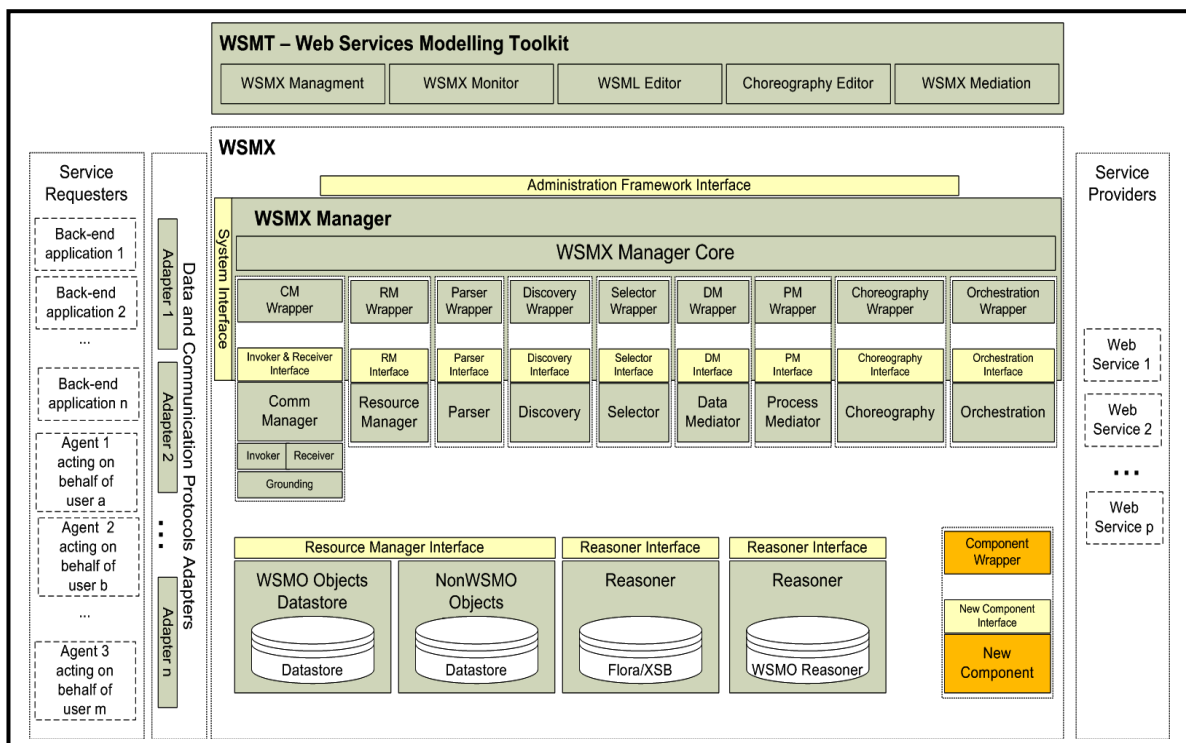 WSMT – Web Services Modelling Toolkit
WSMX Managment
WSMX Monitor
WSML Editor
Choreography Editor
WSMX Mediation
Service
Requesters
Back-end
application 1
Back-end
application 2
...
Back-end
application n
Agent 1
acting on
behalf of
user a
Agent 2
acting on
behalf of
user b
...
Agent 3
acting on
behalf of
user m
Adapter 1
Adapter 2
...
Adapter n
Data and Communication Protocols Adapters
WSMX
Administration Framework Interface
System Interface
WSMX Manager
WSMX Manager Core
CM
Wrapper
RM
Wrapper
Parser
Wrapper
Discovery
Wrapper
Selector
Wrapper
DM
Wrapper
PM
Wrapper
Choreography
Wrapper
Orchestration
Wrapper
Invoker & Receiver
Interface
RM
Interface
Parser
Interface
Discovery
Interface
Selector
Interface
DM
Interface
PM
Interface
Choreography
Interface
Orchestration
Interface
Comm
Manager
Resource
Manager
Parser
Discovery
Selector
Data
Mediator
Process
Mediator
Choreography
Orchestration
Invoker
Receiver
Grounding
Resource Manager Interface
Reasoner Interface
Reasoner Interface
WSMO Objects
Datastore
Datastore
NonWSMO
Objects
Datastore
Reasoner
Flora/XSB
Reasoner
WSMO Reasoner
Component
Wrapper
New Component
Interface
New
Component
Service
Providers
Web
Service 1
Web
Service 2
...
Web
Service p